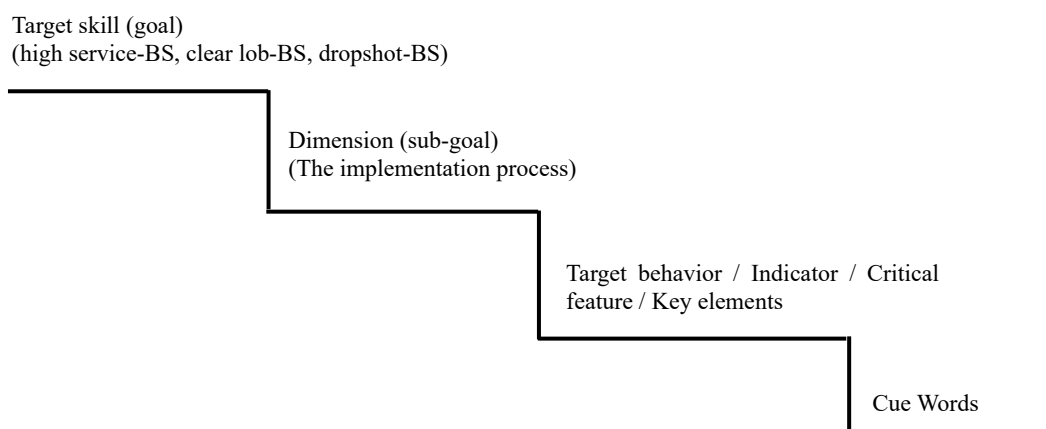 Target skill (goal)
(high service-BS, clear lob-BS, dropshot-BS)
Dimension (sub-goal)
(The implementation process)
Target behavior / Indicator / Critical
feature / Key elements
Cue Words